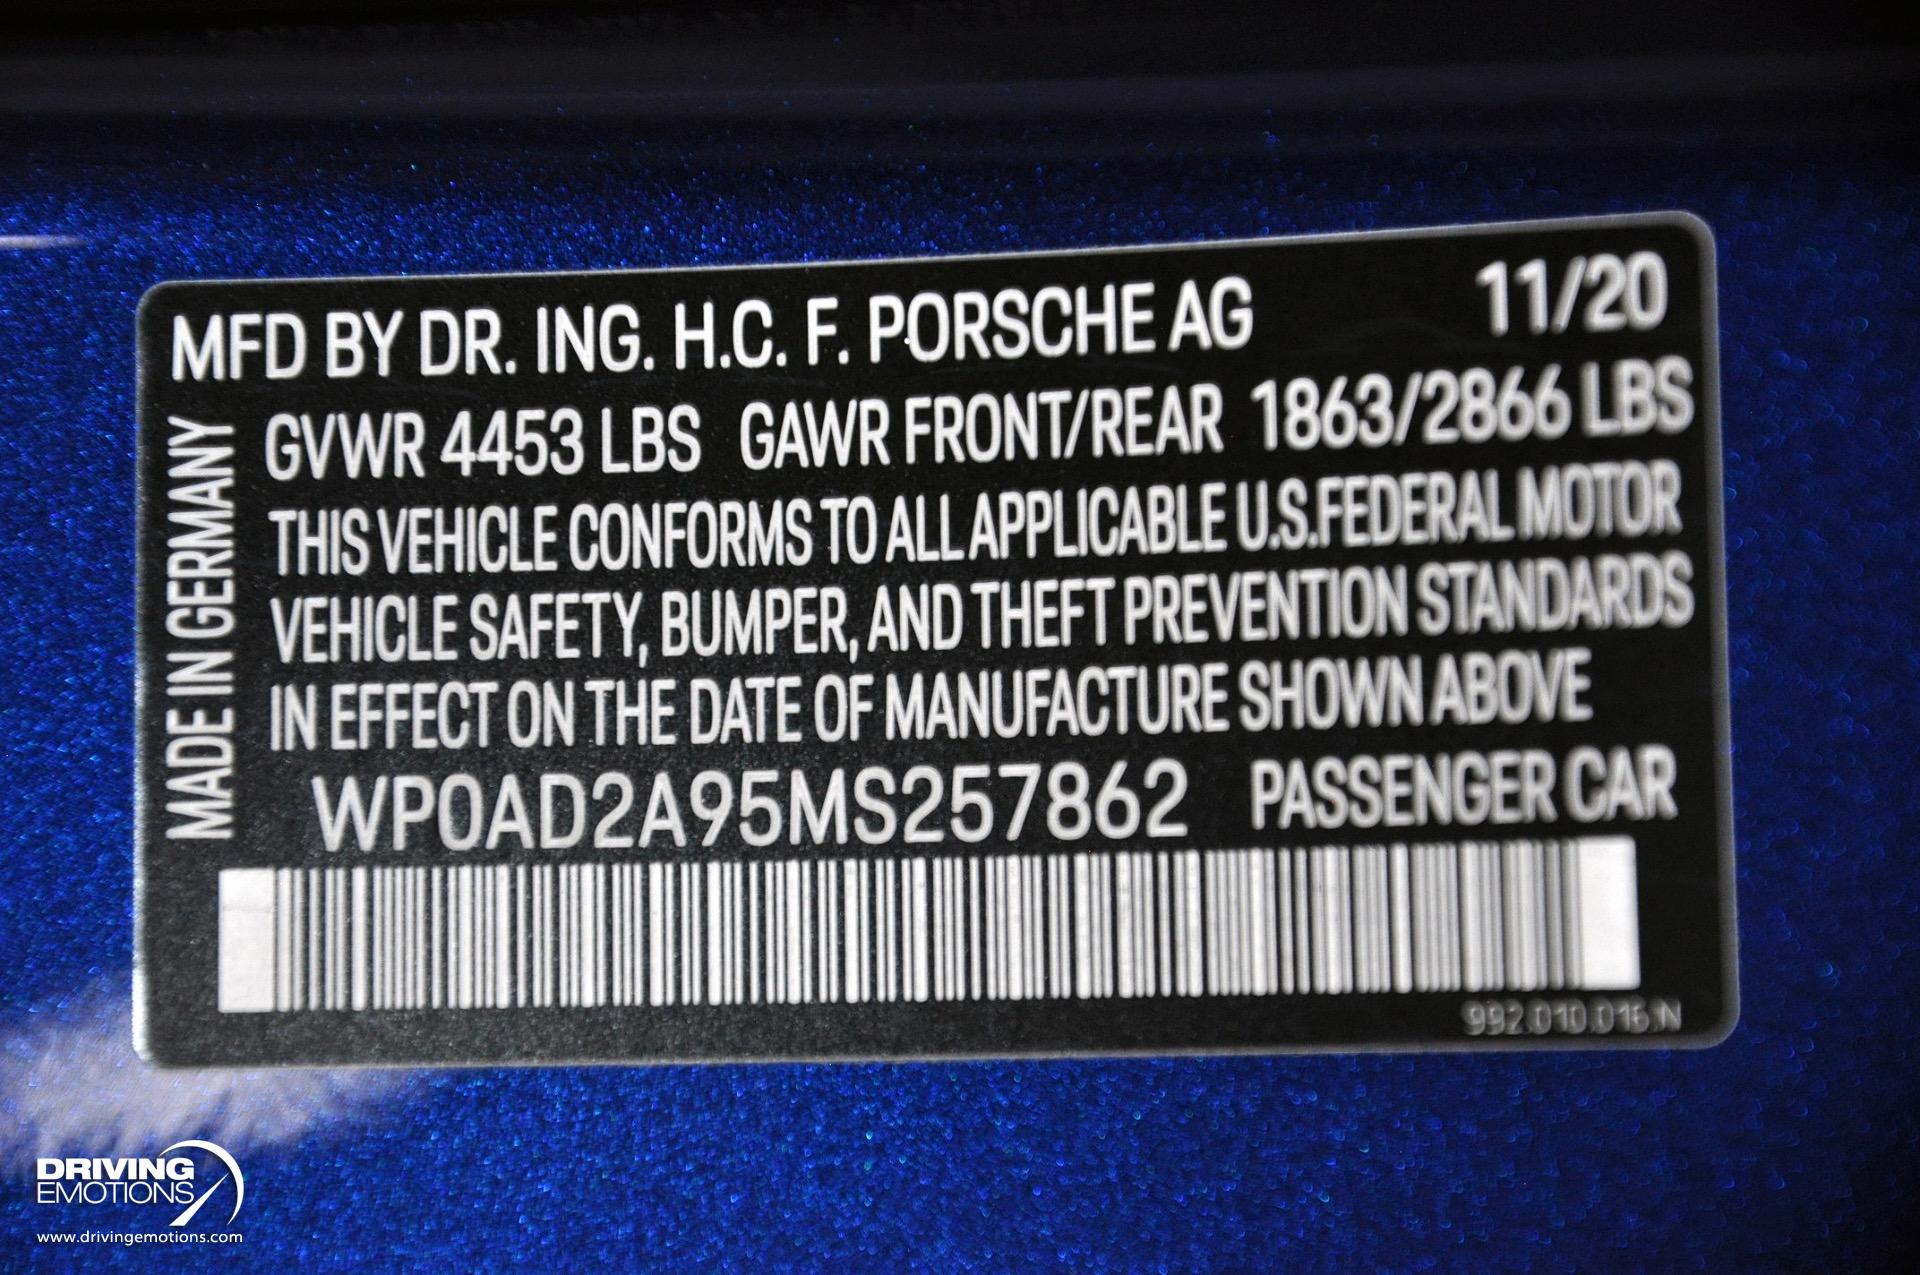 MFD BY DR. ING. H.C. F. PORSCHE AG 11/20
GVWR 4453 LBS GAWR FRONT/REAR 1863/2866 LBS
THIS VEHICLE CONFORMS TO ALL APPLICABLE U.S.FEDERAL MOTOR
VEHICLE SAFETY, BUMPER, AND THEFT PREVENTION STANDARDS
IN EFFECT ON THE DATE OF MANUFACTURE SHOWN ABOVE
WP0AD2A95MS257862 PASSENGER CAR
MADE IN GERMANY
992.010.016.N
DRIVING
EMOTIONS
www.drivingemotions.com